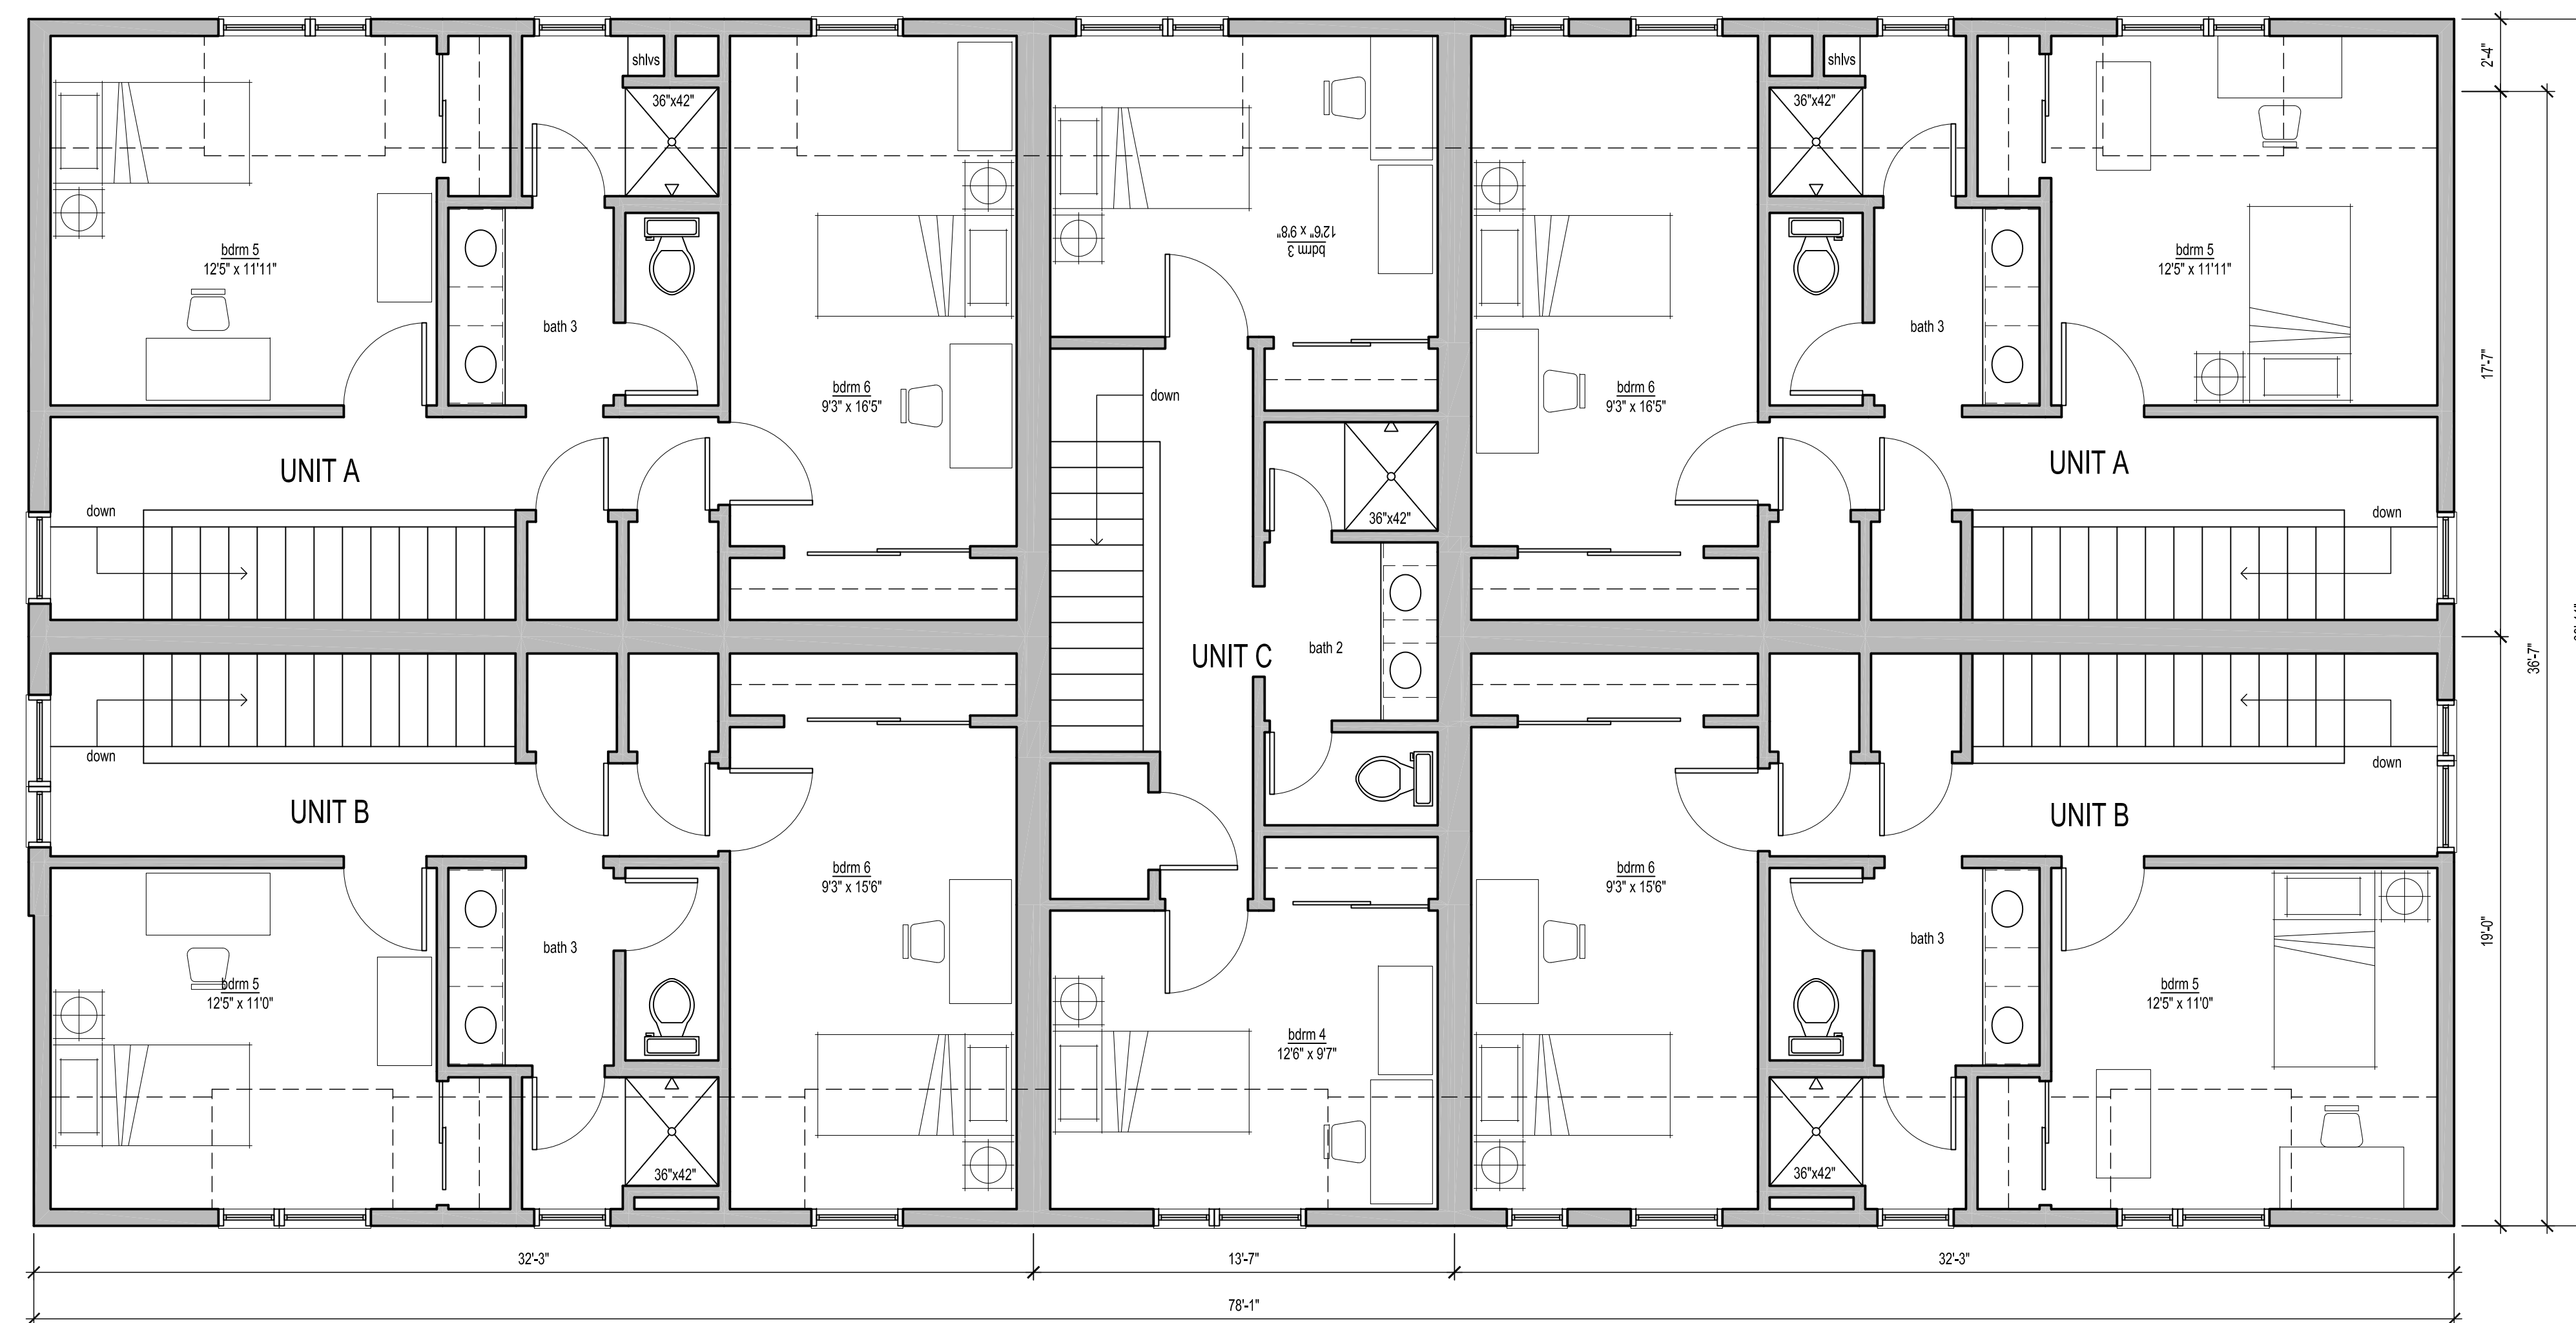 shlvs
shlvs
36"x42"
36"x42"
2'-4"
bdrm 5
12'5" x 11'11"
bdrm 3
12'6" x 9'8"
bdrm 5
12'5" x 11'11"
bath 3
bath 3
bdrm 6
9'3" x 16'5"
down
bdrm 6
9'3" x 16'5"
17'-7"
UNIT A
UNIT A
down
36"x42"
down
UNIT C
bath 2
36'-7"
down
down
UNIT B
UNIT B
bdrm 6
9'3" x 15'6"
bdrm 6
9'3" x 15'6"
bath 3
bath 3
19'-0"
bdrm 5
12'5" x 11'0"
bdrm 5
12'5" x 11'0"
bdrm 4
12'6" x 9'7"
36"x42"
36"x42"
32'-3"
13'-7"
32'-3"
78'-1"